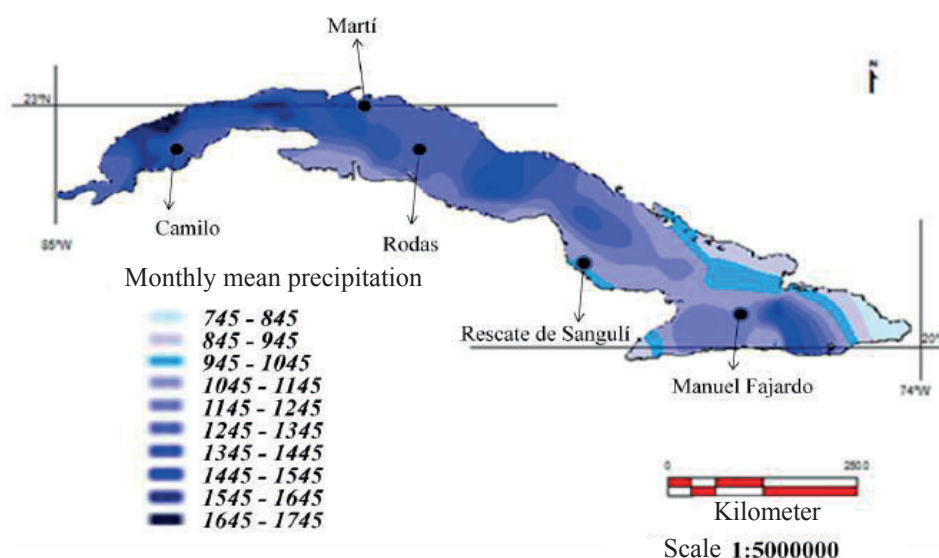 Martí
N
23°N
Camilo
Rodas
85°W
Monthly mean precipitation
745 - 845
845 - 945
945 - 1045
1045 - 1145
1145 - 1245
1245 - 1345
1345 - 1445
1445 - 1545
1545 - 1645
1645 - 1745
Rescate de Sangulí
20°
Manuel Fajardo
74°W
0
250.0
Kilometer
Scale 1:5000000